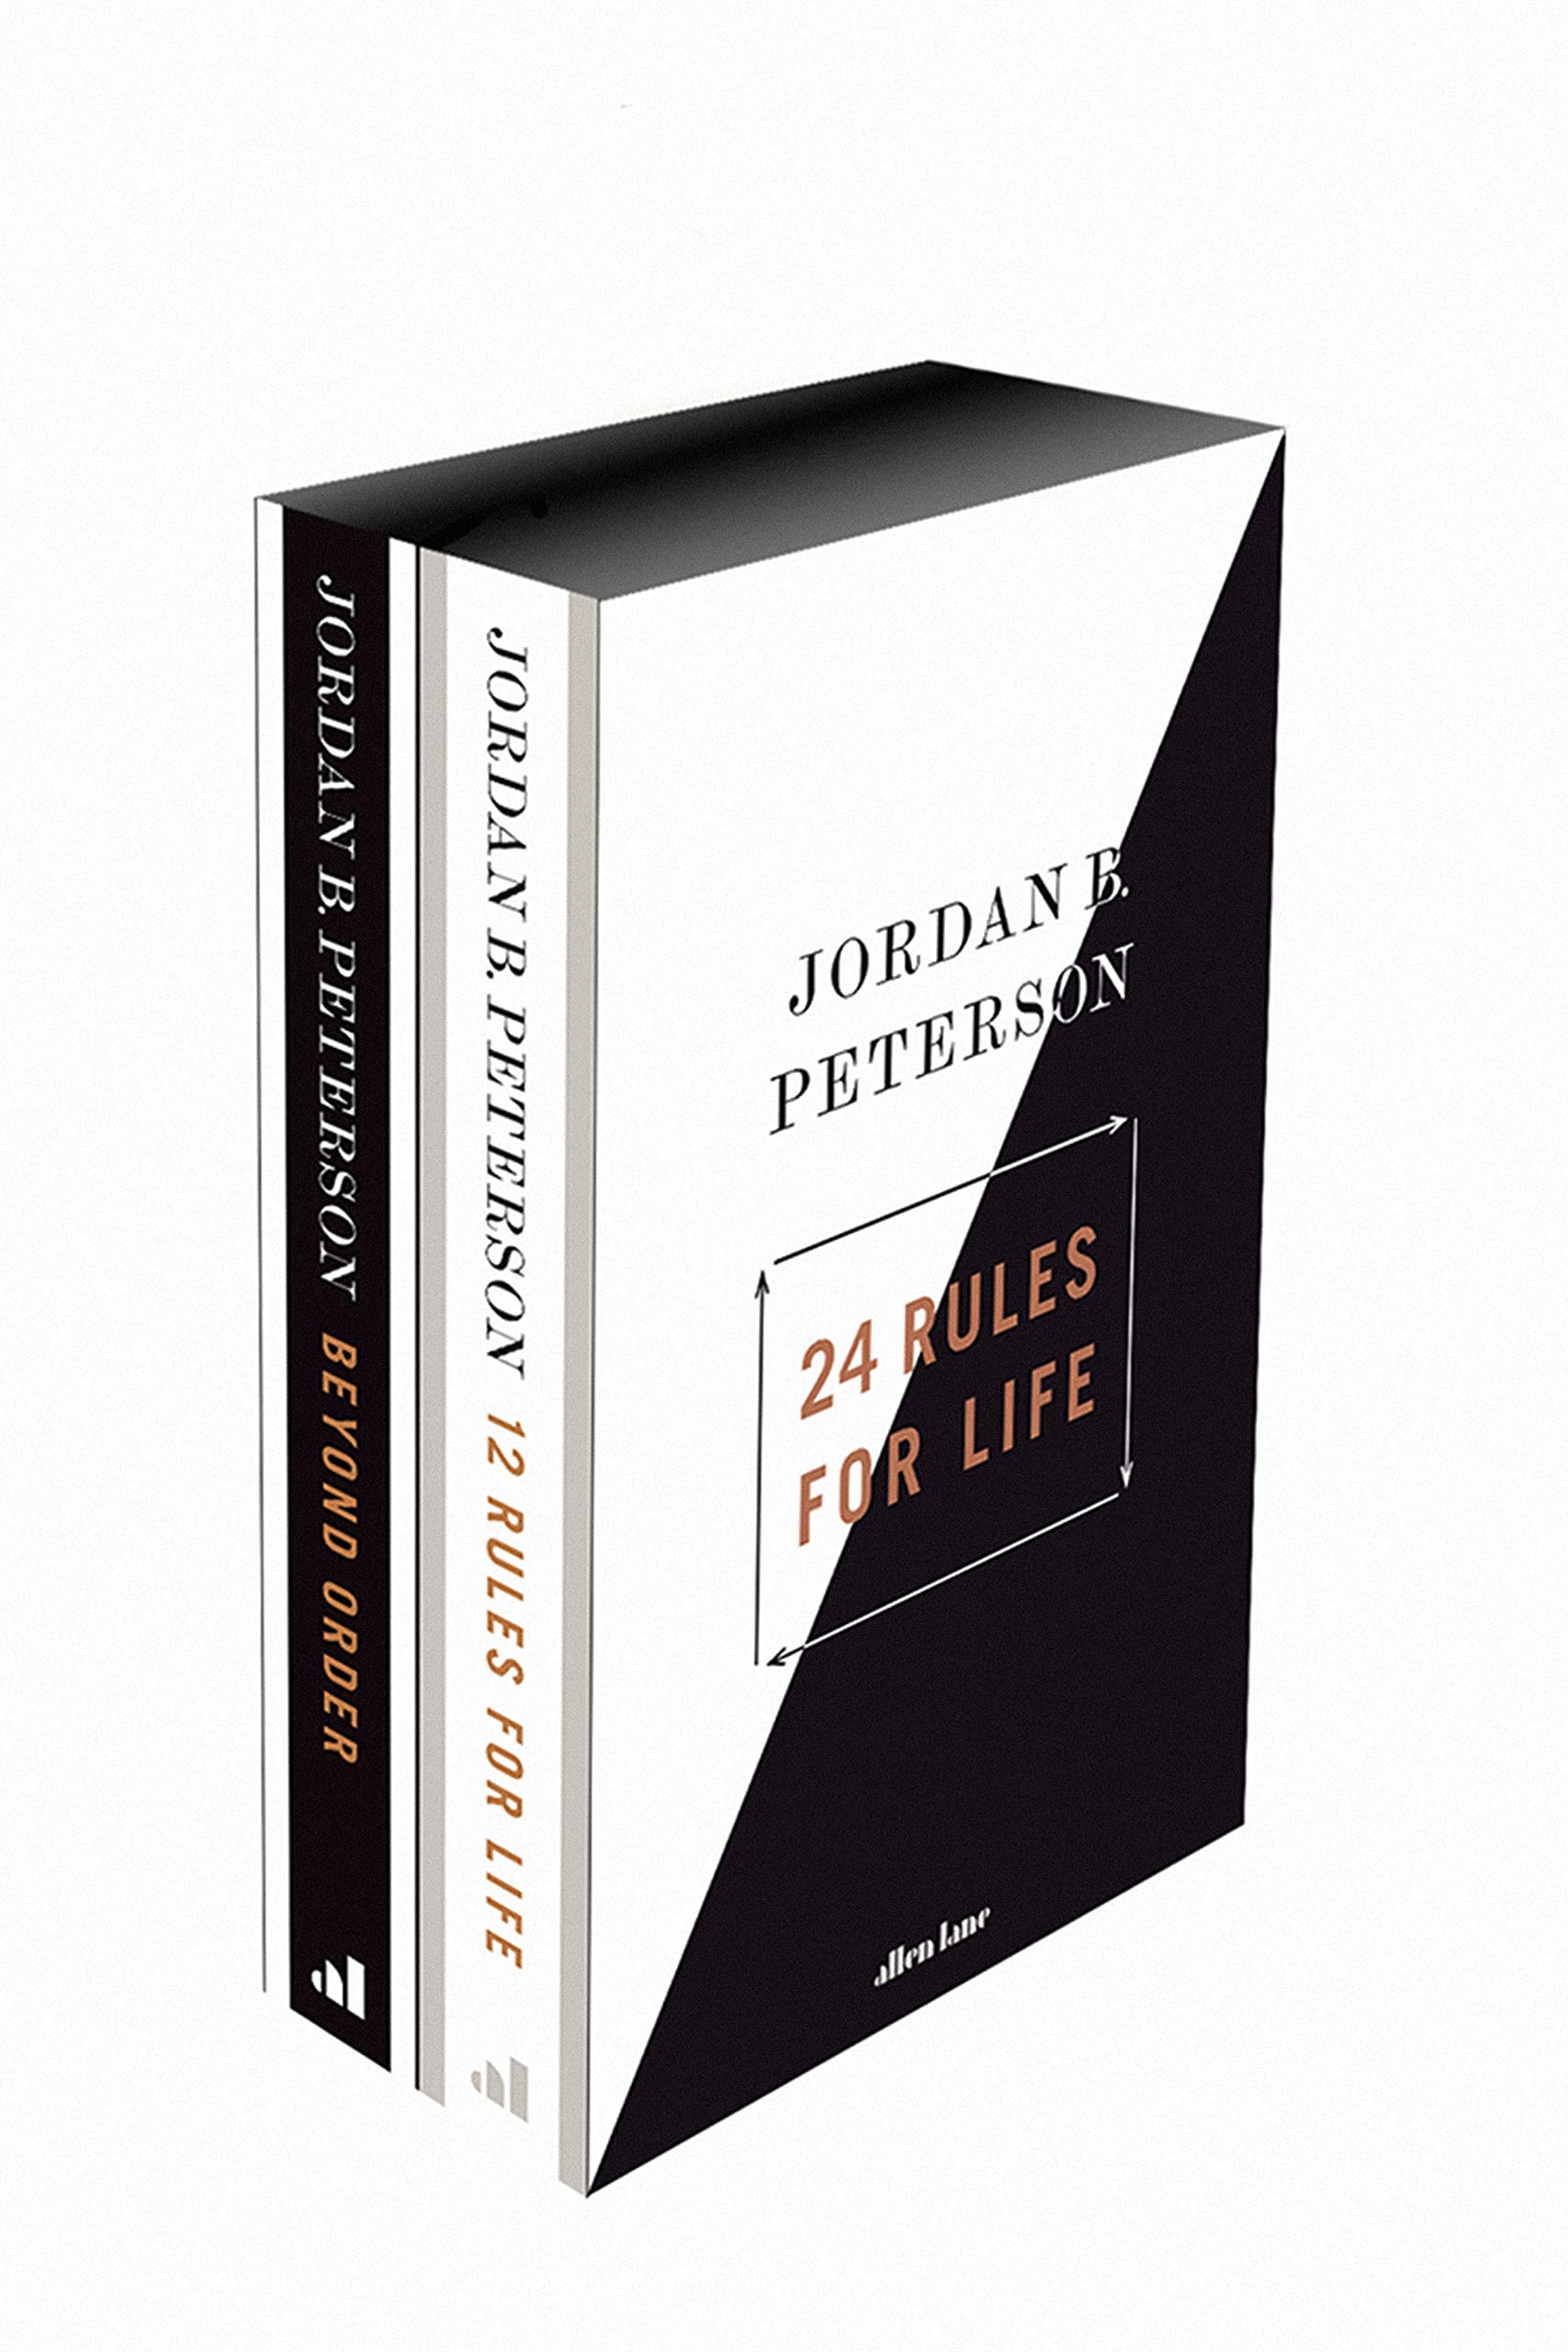 JORDAN B. PETERSON BEYOND ORDER
JORDAN B. PETERSON 12 RULES FOR LIFE
JORDAN B.
PETERSON
24 RULES
FOR LIFE
allen lane